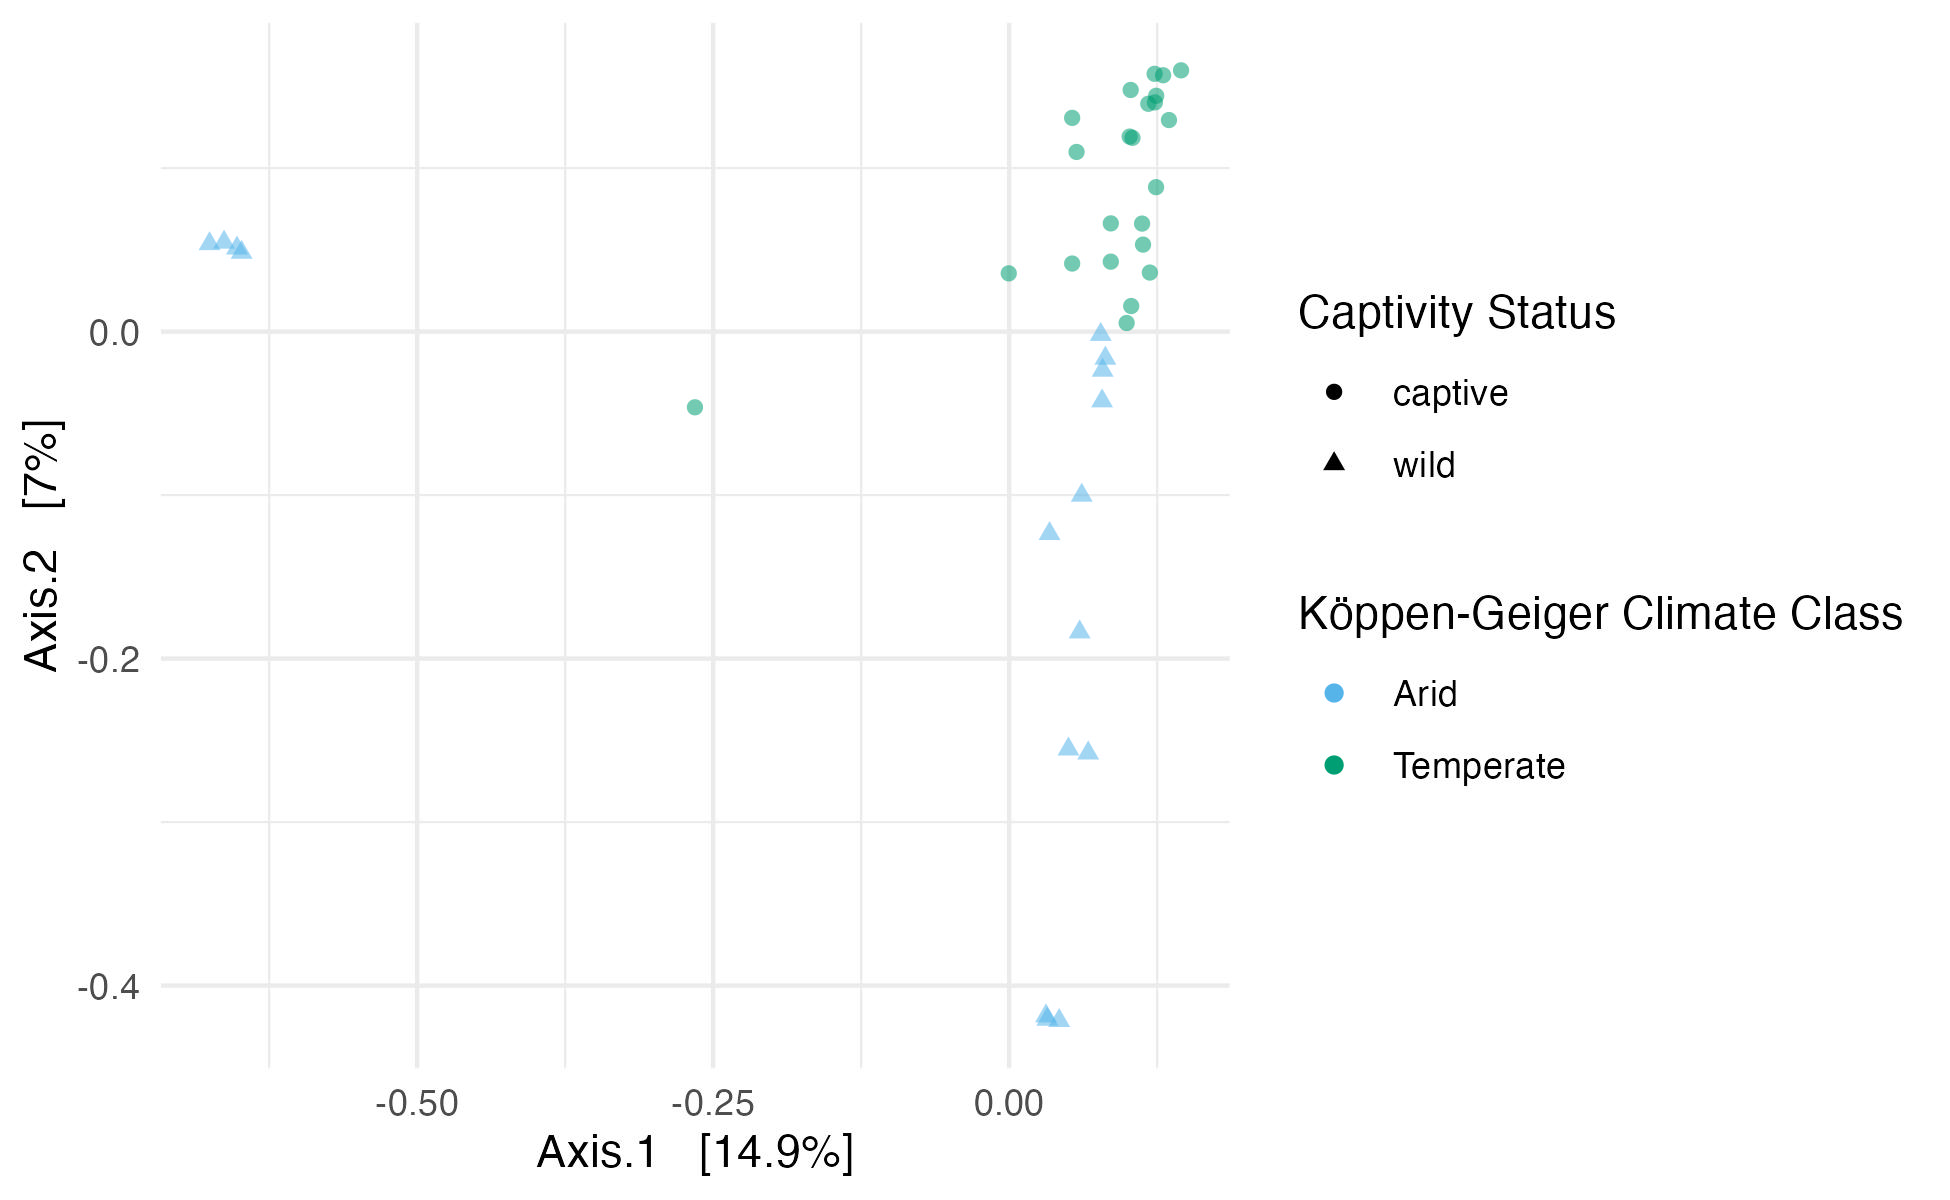 0.0
-0.2
-0.4
Axis.2 [7%]
-0.50
-0.25
0.00
Axis.1 [14.9%]
Captivity Status
captive
wild
Köppen-Geiger Climate Class
Arid
Temperate